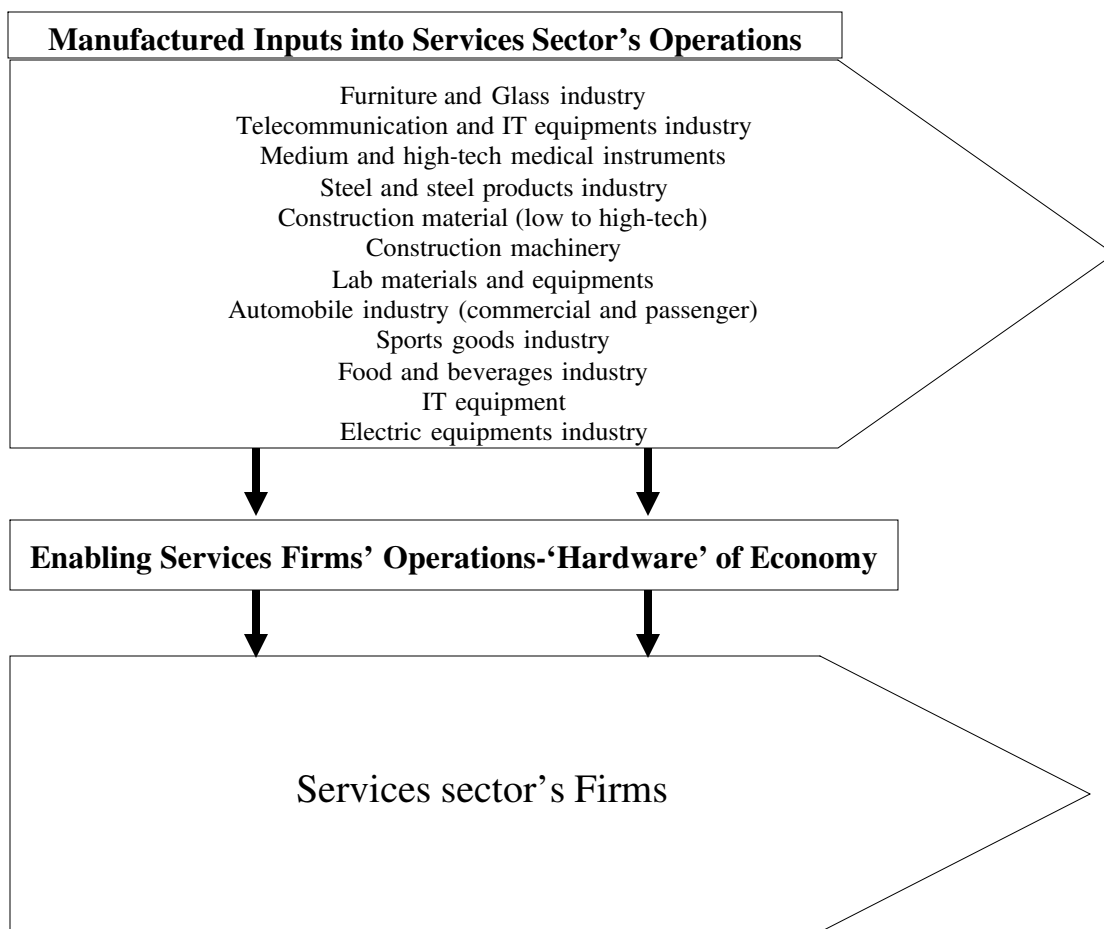 Manufactured Inputs into Services Sector’s Operations
Furniture and Glass industry
Telecommunication and IT equipments industry
Medium and high-tech medical instruments
Steel and steel products industry
Construction material (low to high-tech)
Construction machinery
Lab materials and equipments
Automobile industry (commercial and passenger)
Sports goods industry
Food and beverages industry
IT equipment
Electric equipments industry
Enabling Services Firms’ Operations-‘Hardware’ of Economy
Services sector’s Firms